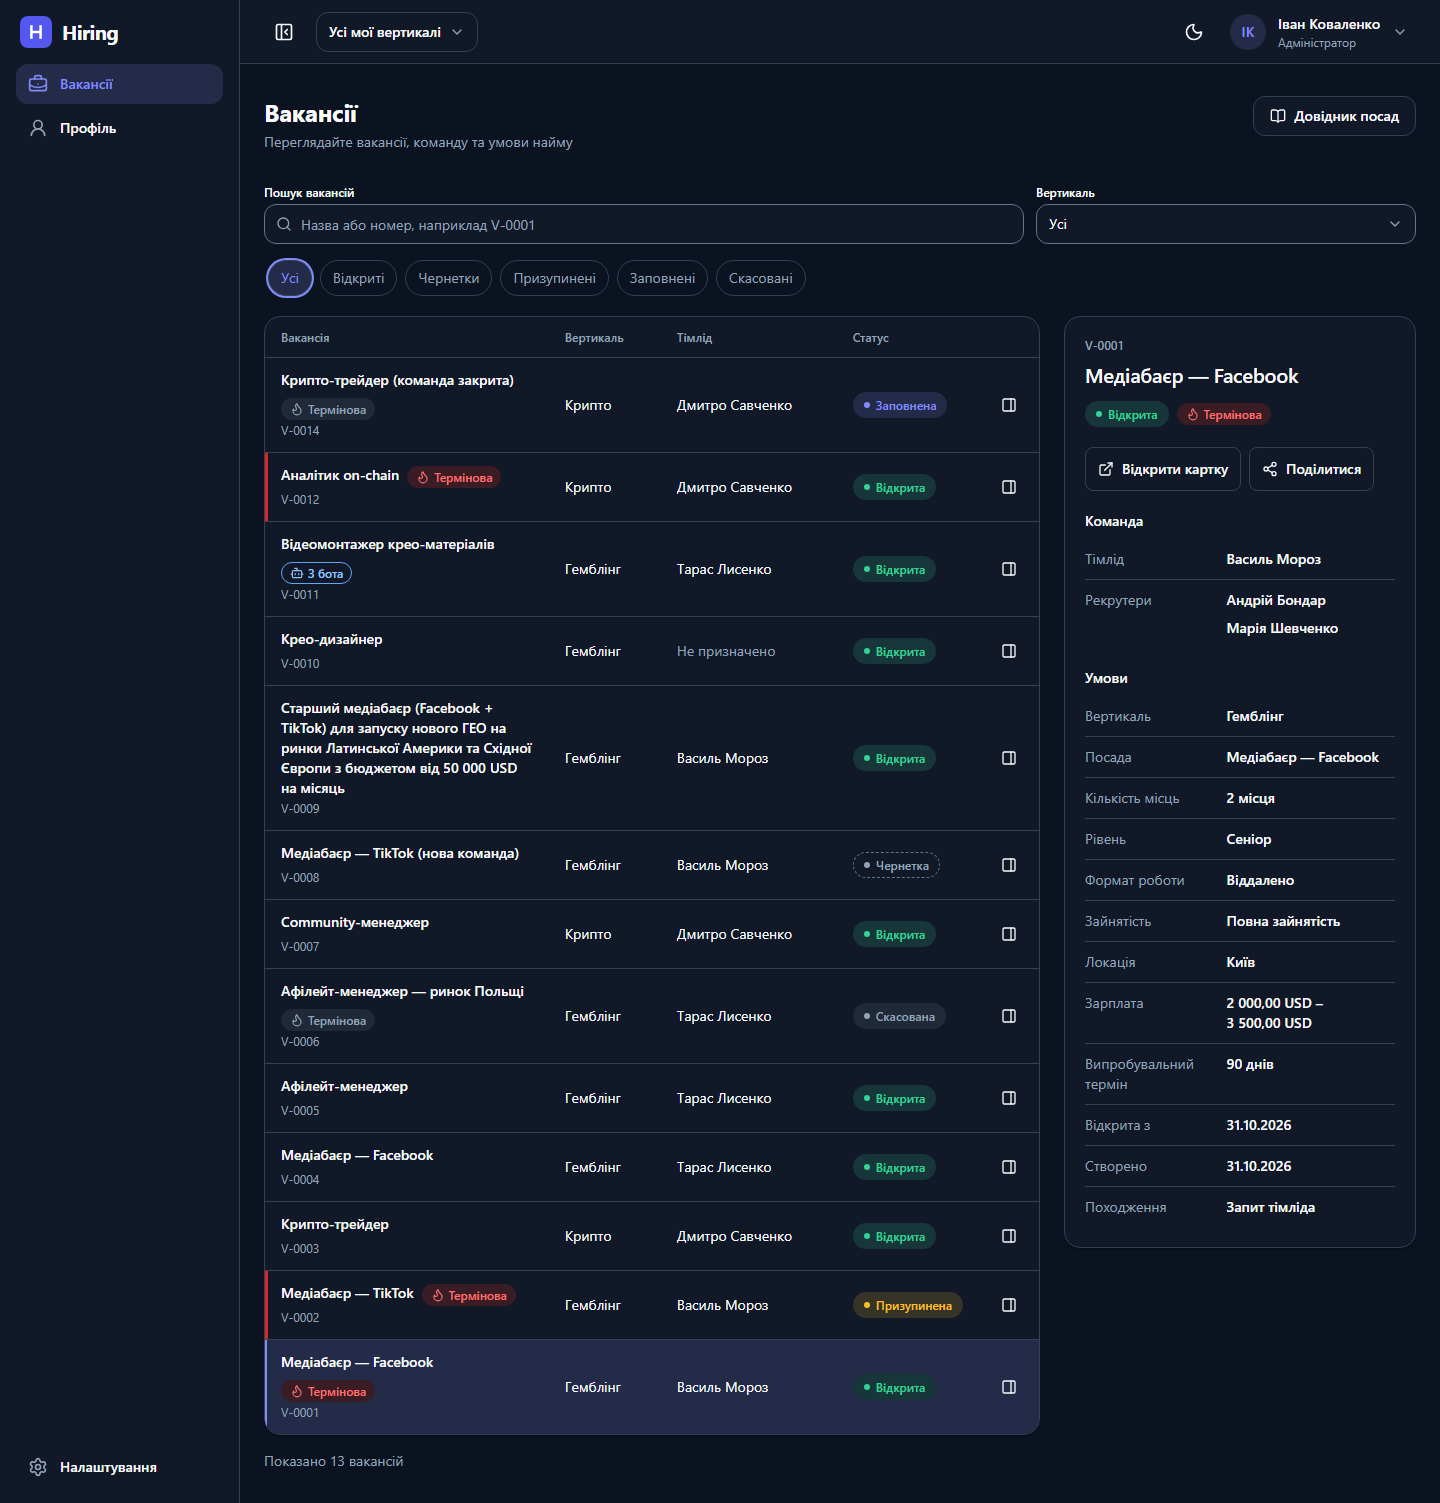 H Hiring
Вакансії
Профіль
Налаштування
Усі мої вертикалі
ІК
Іван Коваленко
Адміністратор
Вакансії
Переглядайте вакансії, команду та умови найму
Довідник посад
Пошук вакансій
Назва або номер, наприклад V-0001
Вертикаль
Усі
Усі Відкриті Чернетки Призупинені Заповнені Скасовані
Вакансія Вертикаль Тімлід Статус
Крипто-трейдер (команда закрита)
Термінова
V-0014
Крипто Дмитро Савченко Заповнена
Аналітик on-chain Термінова
V-0012
Крипто Дмитро Савченко Відкрита
Відеомонтажер крео-матеріалів
З бота
V-0011
Гемблінг Тарас Лисенко Відкрита
Крео-дизайнер
V-0010
Гемблінг Не призначено Відкрита
Старший медіабаєр (Facebook +
TikTok) для запуску нового ГЕО на
ринки Латинської Америки та Східної
Європи з бюджетом від 50 000 USD
на місяць
V-0009
Гемблінг Василь Мороз Відкрита
Медіабаєр — TikTok (нова команда)
V-0008
Гемблінг Василь Мороз Чернетка
Community-менеджер
V-0007
Крипто Дмитро Савченко Відкрита
Афілейт-менеджер — ринок Польщі
Термінова
V-0006
Гемблінг Тарас Лисенко Скасована
Афілейт-менеджер
V-0005
Гемблінг Тарас Лисенко Відкрита
Медіабаєр — Facebook
V-0004
Гемблінг Тарас Лисенко Відкрита
Крипто-трейдер
V-0003
Крипто Дмитро Савченко Відкрита
Медіабаєр — TikTok Термінова
V-0002
Гемблінг Василь Мороз Призупинена
Медіабаєр — Facebook
Термінова
V-0001
Гемблінг Василь Мороз Відкрита
Показано 13 вакансій
V-0001
Медіабаєр — Facebook
Відкрита Термінова
Відкрити картку Поділитися
Команда
Тімлід Василь Мороз
Рекрутери Андрій Бондар
Марія Шевченко
Умови
Вертикаль Гемблінг
Посада Медіабаєр — Facebook
Кількість місць 2 місця
Рівень Сеніор
Формат роботи Віддалено
Зайнятість Повна зайнятість
Локація Київ
Зарплата 2 000,00 USD –
3 500,00 USD
Випробувальний 90 днів
термін
Відкрита з 31.10.2026
Створено 31.10.2026
Походження Запит тімліда